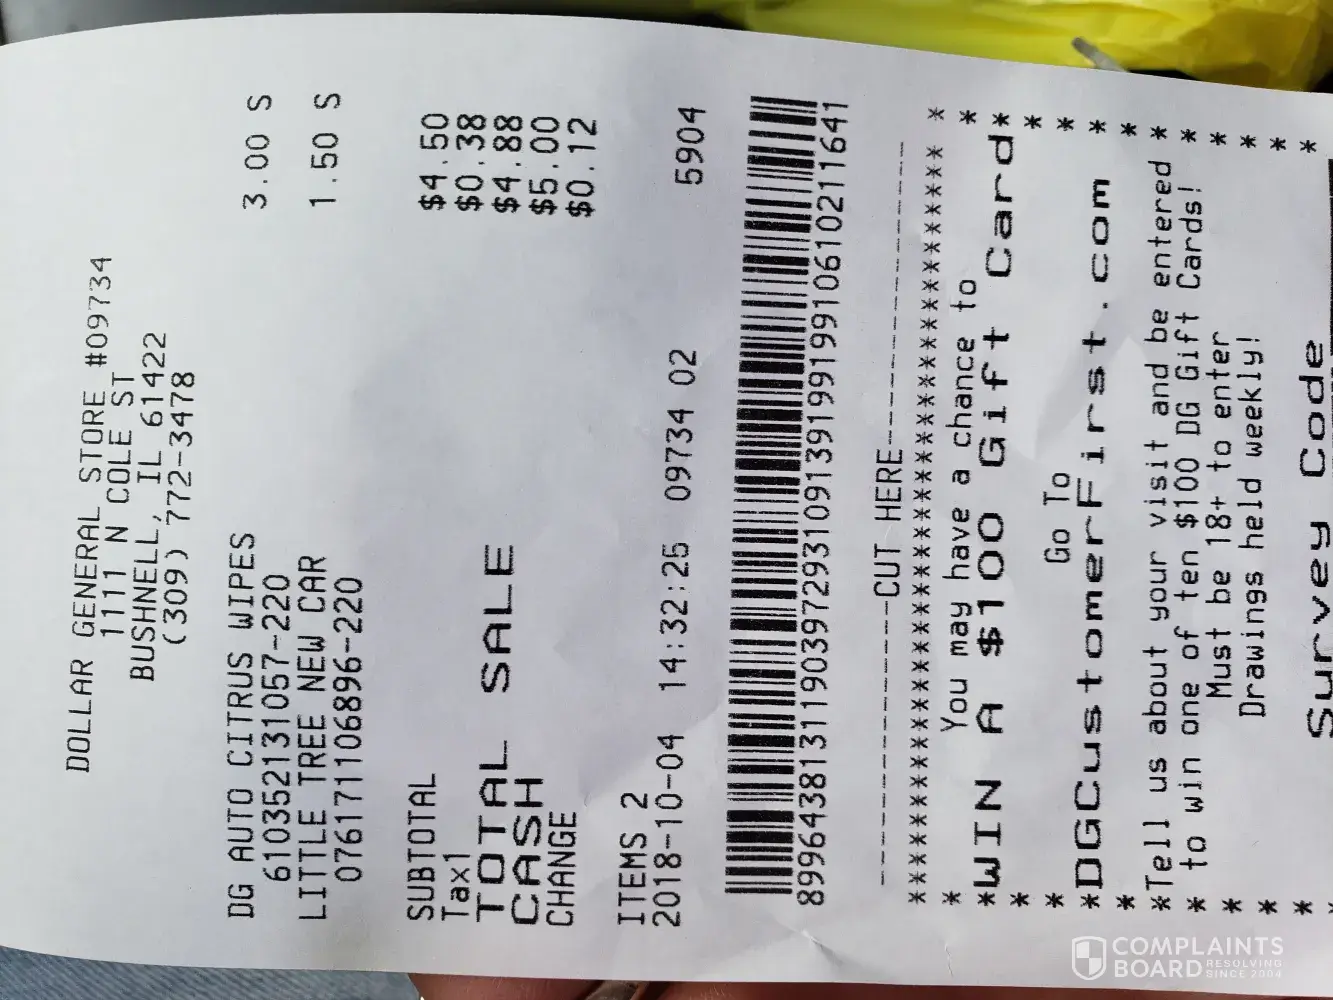 DOLLAR GENERAL STORE #09734
1111 N COLE ST
BUSHNELL, IL 61422
(309) 772-3478
DG AUTO CITRUS WIPES 3.00 S
610352131057-220
LITTLE TREE NEW CAR 1.50 S
076171106896-220
SUBTOTAL $4.50
Tax1 $0.38
TOTAL SALE $4.88
CASH $5.00
CHANGE $0.12
ITEMS 2
2018-10-04 14:32:25 09734 02 5904
899643813119039729310913919919910610211641
----------CUT HERE----------
****************************************
* You may have a chance to *
*WIN A $100 Gift Card*
* *
* Go To *
*DGCustomerFirst.com *
* *
*Tell us about your visit and be entered *
* to win one of ten $100 DG Gift Cards! *
* Must be 18+ to enter *
* Drawings held weekly! *
* *
* Survey Code *
COMPLAINTS
BOARD RESOLVING
SINCE 2004